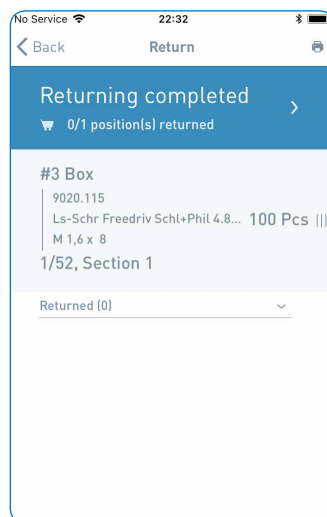 No Service 22:32
Back Return
Returning completed
0/1 position(s) returned
#3 Box
9020.115
Ls-Schr Freedriv Schl+Phil 4.8... 100 Pcs
M 1,6 x 8
1/52, Section 1
Returned (0)